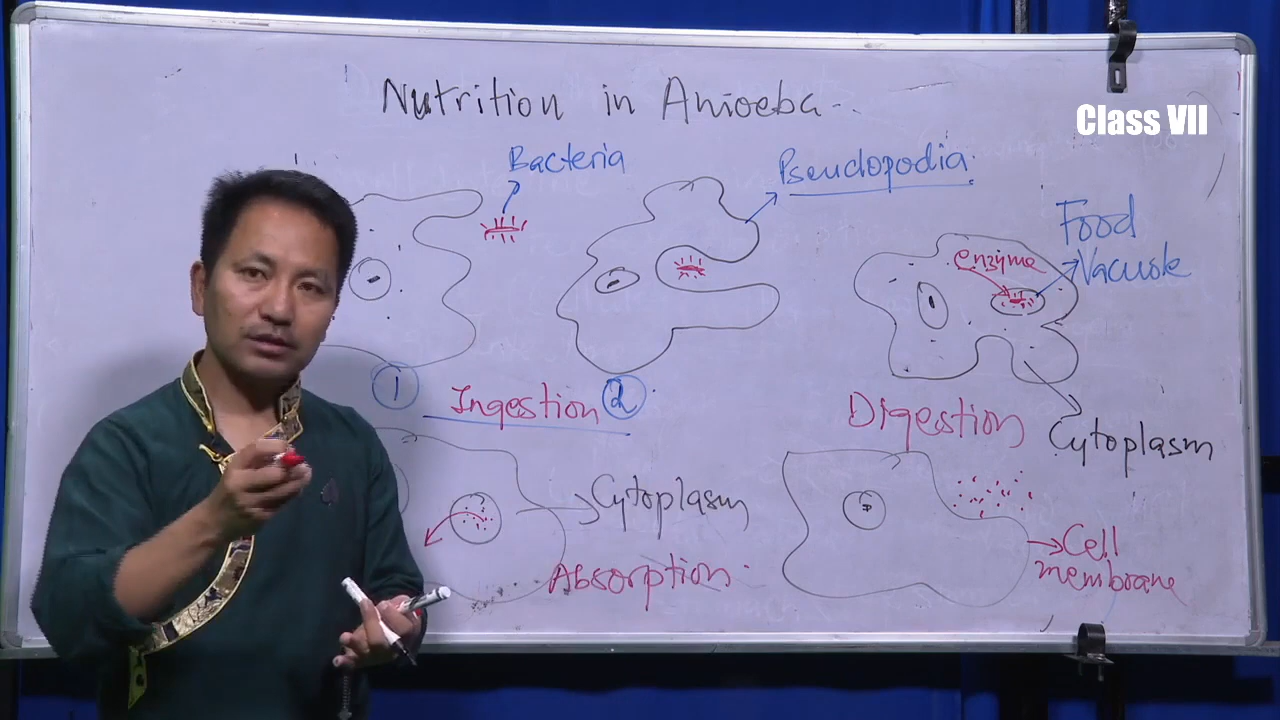 Nutrition in Amoeba..
Class VII
Bacteria
Pseudopodia.
Food
Vacuole
enzyme
1
Ingestion 2
Digestion
Cytoplasm
Cytoplasm
Absorption.
Cell
membrane